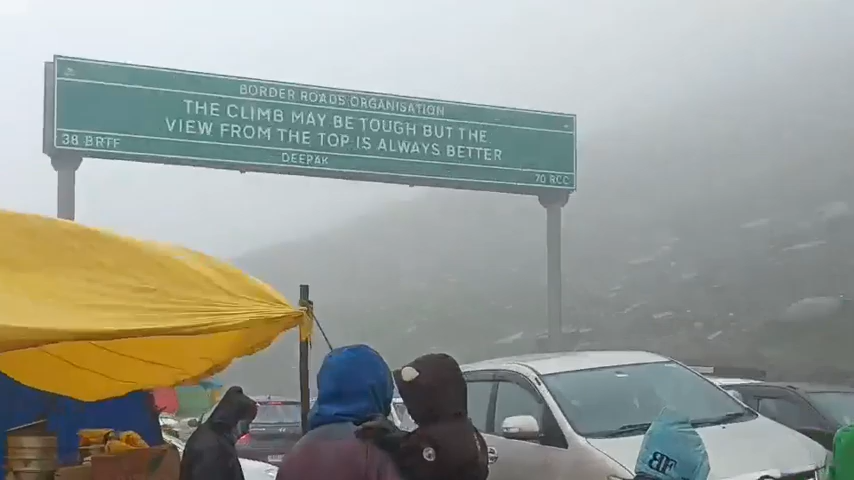 BORDER ROADS ORGANISATION
THE CLIMB MAY BE TOUGH BUT THE
VIEW FROM THE TOP IS ALWAYS BETTER
38 BRTF
DEEPAK
70 RCC